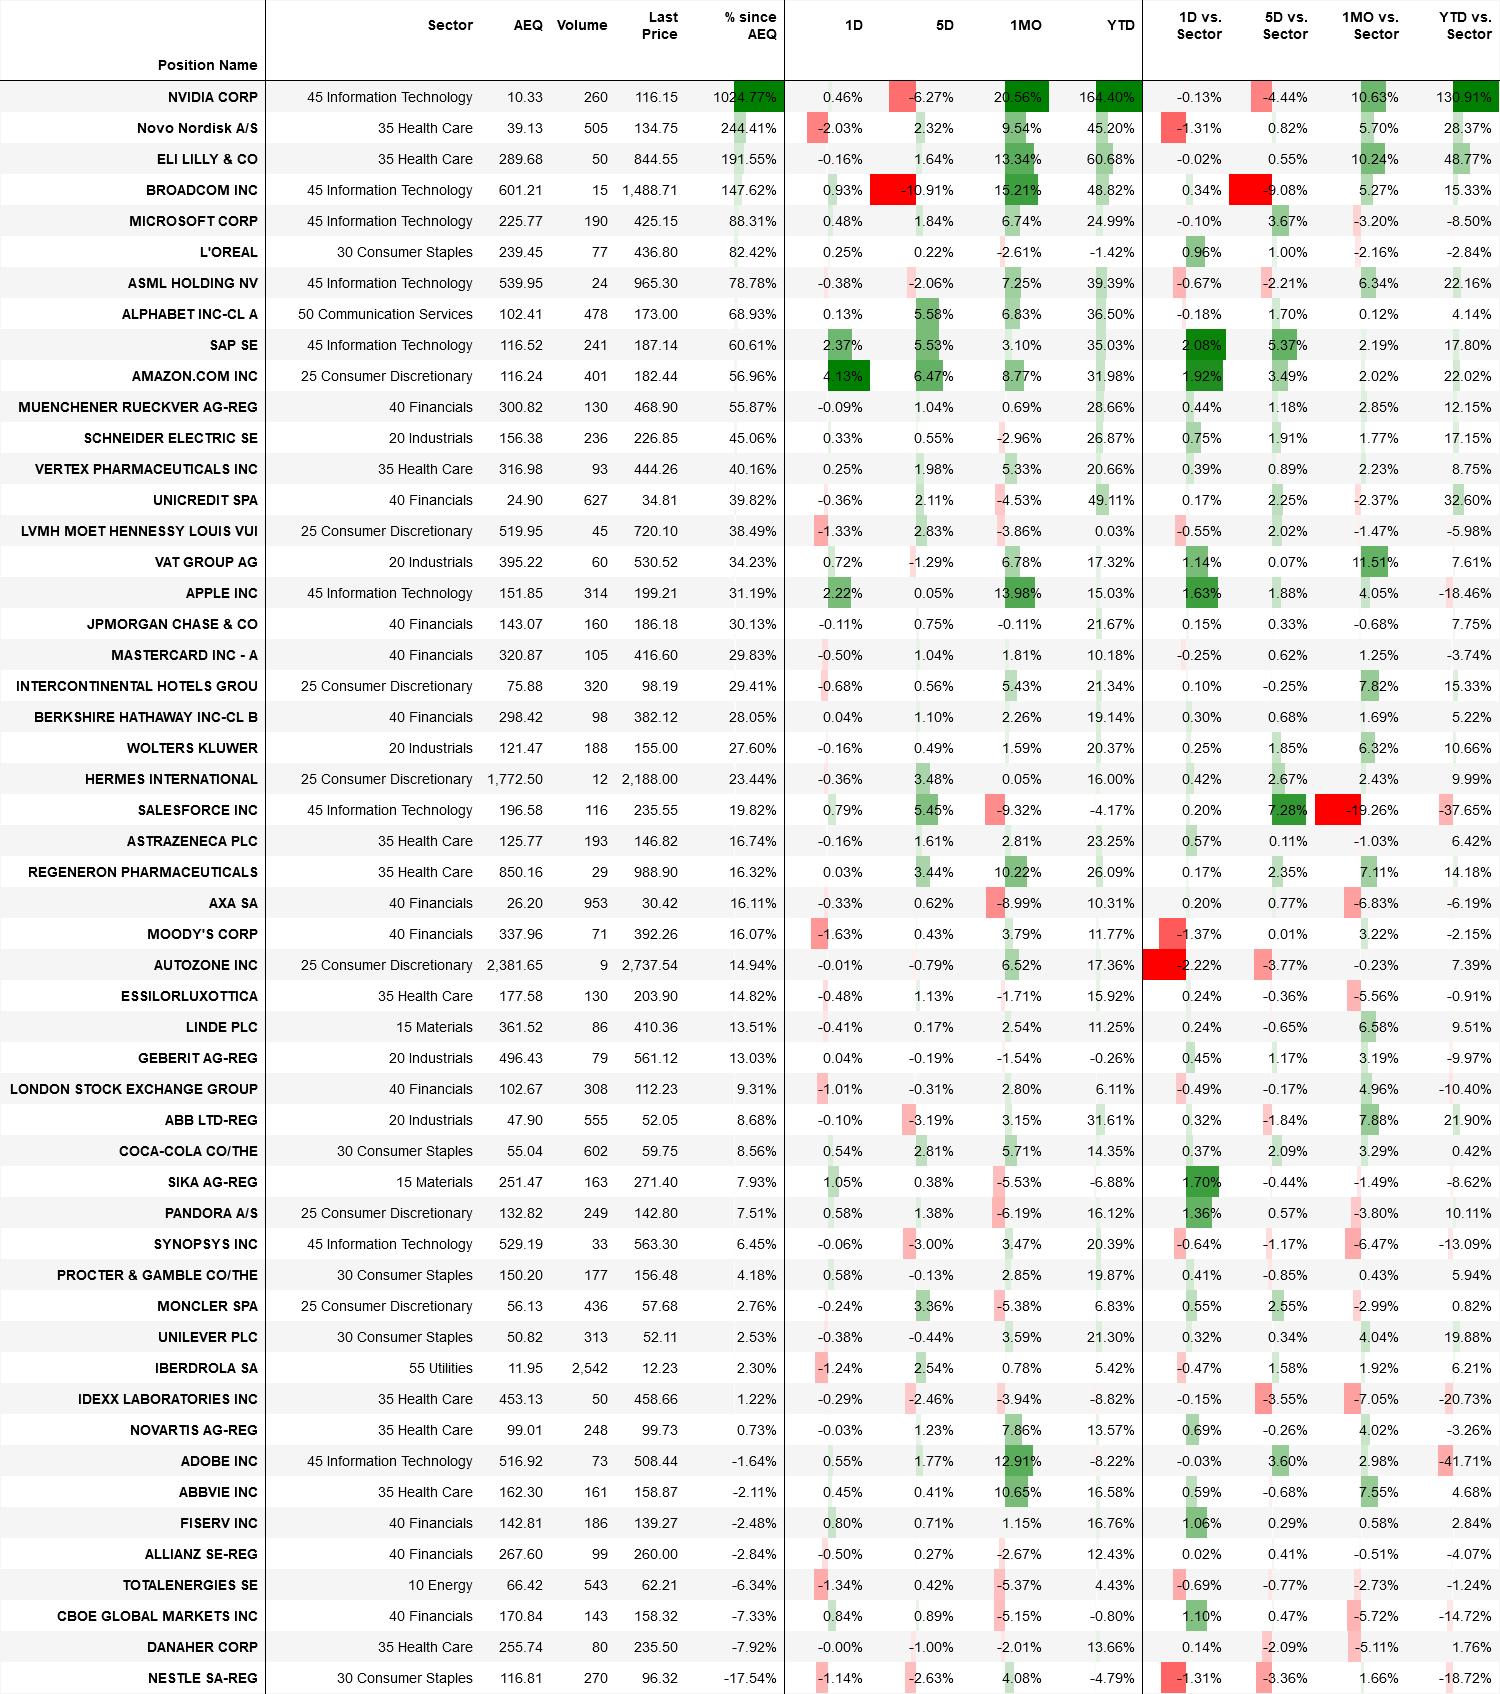 Position Name Sector AEQ Volume Last Price % since AEQ 1D 5D 1MO YTD 1D vs. Sector 5D vs. Sector 1MO vs. Sector YTD vs. Sector
NVIDIA CORP 45 Information Technology 10.33 260 116.15 1024.77% 0.46% -6.27% 20.56% 164.40% -0.13% -4.44% 10.63% 130.91%
Novo Nordisk A/S 35 Health Care 39.13 505 134.75 244.41% -2.03% 2.32% 9.54% 45.20% -1.31% 0.82% 5.70% 28.37%
ELI LILLY & CO 35 Health Care 289.68 50 844.55 191.55% -0.16% 1.64% 13.34% 60.68% -0.02% 0.55% 10.24% 48.77%
BROADCOM INC 45 Information Technology 601.21 15 1,488.71 147.62% 0.93% -10.91% 15.21% 48.82% 0.34% -9.08% 5.27% 15.33%
MICROSOFT CORP 45 Information Technology 225.77 190 425.15 88.31% 0.48% 1.84% 6.74% 24.99% -0.10% 3.67% -3.20% -8.50%
L'OREAL 30 Consumer Staples 239.45 77 436.80 82.42% 0.25% 0.22% -2.61% -1.42% 0.96% 1.00% -2.16% -2.84%
ASML HOLDING NV 45 Information Technology 539.95 24 965.30 78.78% -0.38% -2.06% 7.25% 39.39% -0.67% -2.21% 6.34% 22.16%
ALPHABET INC-CL A 50 Communication Services 102.41 478 173.00 68.93% 0.13% 5.58% 6.83% 36.50% -0.18% 1.70% 0.12% 4.14%
SAP SE 45 Information Technology 116.52 241 187.14 60.61% 2.37% 5.53% 3.10% 35.03% 2.08% 5.37% 2.19% 17.80%
AMAZON.COM INC 25 Consumer Discretionary 116.24 401 182.44 56.96% 4.13% 6.47% 8.77% 31.98% 1.92% 3.49% 2.02% 22.02%
MUENCHENER RUECKVER AG-REG 40 Financials 300.82 130 468.90 55.87% -0.09% 1.04% 0.69% 28.66% 0.44% 1.18% 2.85% 12.15%
SCHNEIDER ELECTRIC SE 20 Industrials 156.38 236 226.85 45.06% 0.33% 0.55% -2.96% 26.87% 0.75% 1.91% 1.77% 17.15%
VERTEX PHARMACEUTICALS INC 35 Health Care 316.98 93 444.26 40.16% 0.25% 1.98% 5.33% 20.66% 0.39% 0.89% 2.23% 8.75%
UNICREDIT SPA 40 Financials 24.90 627 34.81 39.82% -0.36% 2.11% -4.53% 49.11% 0.17% 2.25% -2.37% 32.60%
LVMH MOET HENNESSY LOUIS VUI 25 Consumer Discretionary 519.95 45 720.10 38.49% -1.33% 2.83% -3.86% 0.03% -0.55% 2.02% -1.47% -5.98%
VAT GROUP AG 20 Industrials 395.22 60 530.52 34.23% 0.72% -1.29% 6.78% 17.32% 1.14% 0.07% 11.51% 7.61%
APPLE INC 45 Information Technology 151.85 314 199.21 31.19% 2.22% 0.05% 13.98% 15.03% 1.63% 1.88% 4.05% -18.46%
JPMORGAN CHASE & CO 40 Financials 143.07 160 186.18 30.13% -0.11% 0.75% -0.11% 21.67% 0.15% 0.33% -0.68% 7.75%
MASTERCARD INC - A 40 Financials 320.87 105 416.60 29.83% -0.50% 1.04% 1.81% 10.18% -0.25% 0.62% 1.25% -3.74%
INTERCONTINENTAL HOTELS GROU 25 Consumer Discretionary 75.88 320 98.19 29.41% -0.68% 0.56% 5.43% 21.34% 0.10% -0.25% 7.82% 15.33%
BERKSHIRE HATHAWAY INC-CL B 40 Financials 298.42 98 382.12 28.05% 0.04% 1.10% 2.26% 19.14% 0.30% 0.68% 1.69% 5.22%
WOLTERS KLUWER 20 Industrials 121.47 188 155.00 27.60% -0.16% 0.49% 1.59% 20.37% 0.25% 1.85% 6.32% 10.66%
HERMES INTERNATIONAL 25 Consumer Discretionary 1,772.50 12 2,188.00 23.44% -0.36% 3.48% 0.05% 16.00% 0.42% 2.67% 2.43% 9.99%
SALESFORCE INC 45 Information Technology 196.58 116 235.55 19.82% 0.79% 5.45% -9.32% -4.17% 0.20% 7.28% -19.26% -37.65%
ASTRAZENECA PLC 35 Health Care 125.77 193 146.82 16.74% -0.16% 1.61% 2.81% 23.25% 0.57% 0.11% -1.03% 6.42%
REGENERON PHARMACEUTICALS 35 Health Care 850.16 29 988.90 16.32% 0.03% 3.44% 10.22% 26.09% 0.17% 2.35% 7.11% 14.18%
AXA SA 40 Financials 26.20 953 30.42 16.11% -0.33% 0.62% -8.99% 10.31% 0.20% 0.77% -6.83% -6.19%
MOODY'S CORP 40 Financials 337.96 71 392.26 16.07% -1.63% 0.43% 3.79% 11.77% -1.37% 0.01% 3.22% -2.15%
AUTOZONE INC 25 Consumer Discretionary 2,381.65 9 2,737.54 14.94% -0.01% -0.79% 6.52% 17.36% -2.22% -3.77% -0.23% 7.39%
ESSILORLUXOTTICA 35 Health Care 177.58 130 203.90 14.82% -0.48% 1.13% -1.71% 15.92% 0.24% -0.36% -5.56% -0.91%
LINDE PLC 15 Materials 361.52 86 410.36 13.51% -0.41% 0.17% 2.54% 11.25% 0.24% -0.65% 6.58% 9.51%
GEBERIT AG-REG 20 Industrials 496.43 79 561.12 13.03% 0.04% -0.19% -1.54% -0.26% 0.45% 1.17% 3.19% -9.97%
LONDON STOCK EXCHANGE GROUP 40 Financials 102.67 308 112.23 9.31% -1.01% -0.31% 2.80% 6.11% -0.49% -0.17% 4.96% -10.40%
ABB LTD-REG 20 Industrials 47.90 555 52.05 8.68% -0.10% -3.19% 3.15% 31.61% 0.32% -1.84% 7.88% 21.90%
COCA-COLA CO/THE 30 Consumer Staples 55.04 602 59.75 8.56% 0.54% 2.81% 5.71% 14.35% 0.37% 2.09% 3.29% 0.42%
SIKA AG-REG 15 Materials 251.47 163 271.40 7.93% 1.05% 0.38% -5.53% -6.88% 1.70% -0.44% -1.49% -8.62%
PANDORA A/S 25 Consumer Discretionary 132.82 249 142.80 7.51% 0.58% 1.38% -6.19% 16.12% 1.36% 0.57% -3.80% 10.11%
SYNOPSYS INC 45 Information Technology 529.19 33 563.30 6.45% -0.06% -3.00% 3.47% 20.39% -0.64% -1.17% -6.47% -13.09%
PROCTER & GAMBLE CO/THE 30 Consumer Staples 150.20 177 156.48 4.18% 0.58% -0.13% 2.85% 19.87% 0.41% -0.85% 0.43% 5.94%
MONCLER SPA 25 Consumer Discretionary 56.13 436 57.68 2.76% -0.24% 3.36% -5.38% 6.83% 0.55% 2.55% -2.99% 0.82%
UNILEVER PLC 30 Consumer Staples 50.82 313 52.11 2.53% -0.38% -0.44% 3.59% 21.30% 0.32% 0.34% 4.04% 19.88%
IBERDROLA SA 55 Utilities 11.95 2,542 12.23 2.30% -1.24% 2.54% 0.78% 5.42% -0.47% 1.58% 1.92% 6.21%
IDEXX LABORATORIES INC 35 Health Care 453.13 50 458.66 1.22% -0.29% -2.46% -3.94% -8.82% -0.15% -3.55% -7.05% -20.73%
NOVARTIS AG-REG 35 Health Care 99.01 248 99.73 0.73% -0.03% 1.23% 7.86% 13.57% 0.69% -0.26% 4.02% -3.26%
ADOBE INC 45 Information Technology 516.92 73 508.44 -1.64% 0.55% 1.77% 12.91% -8.22% -0.03% 3.60% 2.98% -41.71%
ABBVIE INC 35 Health Care 162.30 161 158.87 -2.11% 0.45% 0.41% 10.65% 16.58% 0.59% -0.68% 7.55% 4.68%
FISERV INC 40 Financials 142.81 186 139.27 -2.48% 0.80% 0.71% 1.15% 16.76% 1.06% 0.29% 0.58% 2.84%
ALLIANZ SE-REG 40 Financials 267.60 99 260.00 -2.84% -0.50% 0.27% -2.67% 12.43% 0.02% 0.41% -0.51% -4.07%
TOTALENERGIES SE 10 Energy 66.42 543 62.21 -6.34% -1.34% 0.42% -5.37% 4.43% -0.69% -0.77% -2.73% -1.24%
CBOE GLOBAL MARKETS INC 40 Financials 170.84 143 158.32 -7.33% 0.84% 0.89% -5.15% -0.80% 1.10% 0.47% -5.72% -14.72%
DANAHER CORP 35 Health Care 255.74 80 235.50 -7.92% -0.00% -1.00% -2.01% 13.66% 0.14% -2.09% -5.11% 1.76%
NESTLE SA-REG 30 Consumer Staples 116.81 270 96.32 -17.54% -1.14% -2.63% 4.08% -4.79% -1.31% -3.36% 1.66% -18.72%